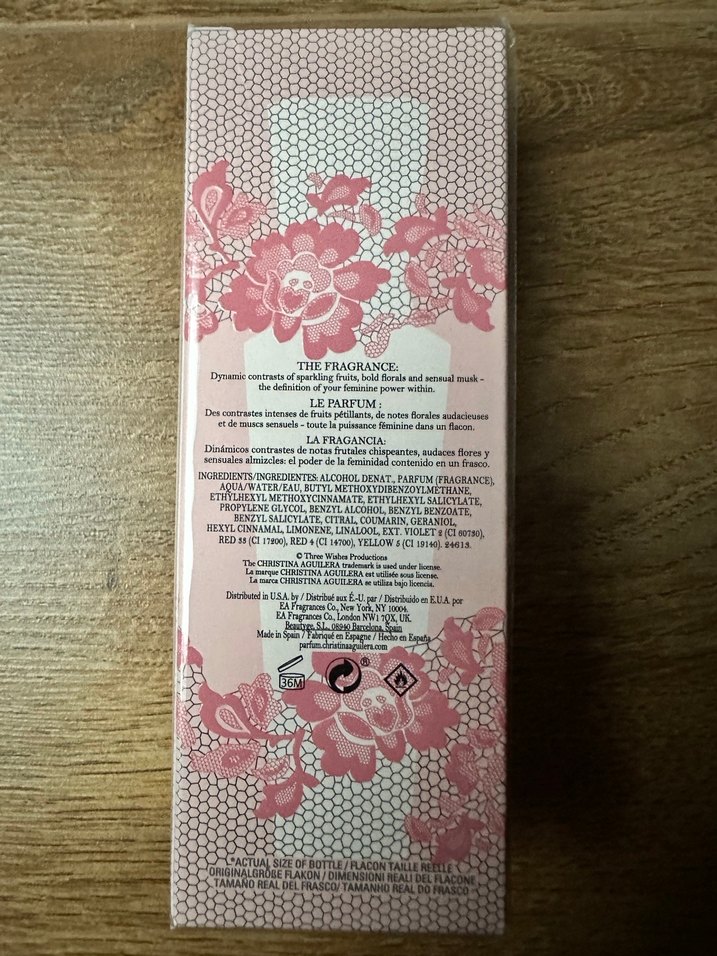 THE FRAGRANCE:
Dynamic contrasts of sparkling fruits, bold florals and sensual musk –
the definition of your feminine power within.
LE PARFUM :
Des contrastes intenses de fruits pétillants, de notes florales audacieuses
et de muscs sensuels – toute la puissance féminine dans un flacon.
LA FRAGANCIA:
Dinámicos contrastes de notas frutales chispeantes, audaces flores y
sensuales almizcles: el poder de la feminidad contenido en un frasco.
INGREDIENTS/INGREDIENTES: ALCOHOL DENAT., PARFUM (FRAGRANCE),
AQUA/WATER/EAU, BUTYL METHOXYDIBENZOYLMETHANE,
ETHYLHEXYL METHOXYCINNAMATE, ETHYLHEXYL SALICYLATE,
PROPYLENE GLYCOL, BENZYL ALCOHOL, BENZYL BENZOATE,
BENZYL SALICYLATE, CITRAL, COUMARIN, GERANIOL,
HEXYL CINNAMAL, LIMONENE, LINALOOL, EXT. VIOLET 2 (CI 60730),
RED 33 (CI 17200), RED 4 (CI 14700), YELLOW 5 (CI 19140). 24613.
© Three Wishes Productions
The CHRISTINA AGUILERA trademark is used under license.
La marque CHRISTINA AGUILERA est utilisée sous license.
La marca CHRISTINA AGUILERA se utiliza bajo licencia.
Distributed in U.S.A. by / Distribué aux É.-U. par / Distribuido en E.U.A. por
EA Fragrances Co., New York, NY 10004.
EA Fragrances Co., London NW1 7QX, UK.
Beautyge, S.L. 08940 Barcelona, Spain
Made in Spain / Fabriqué en Espagne / Hecho en España
parfum.christinaaguilera.com
36M ®
*ACTUAL SIZE OF BOTTLE / FLACON TAILLE RÉELLE
ORIGINALGRÖßE FLAKON / DIMENSIONI REALI DEL FLACONE
TAMAÑO REAL DEL FRASCO/ TAMANHO REAL DO FRASCO